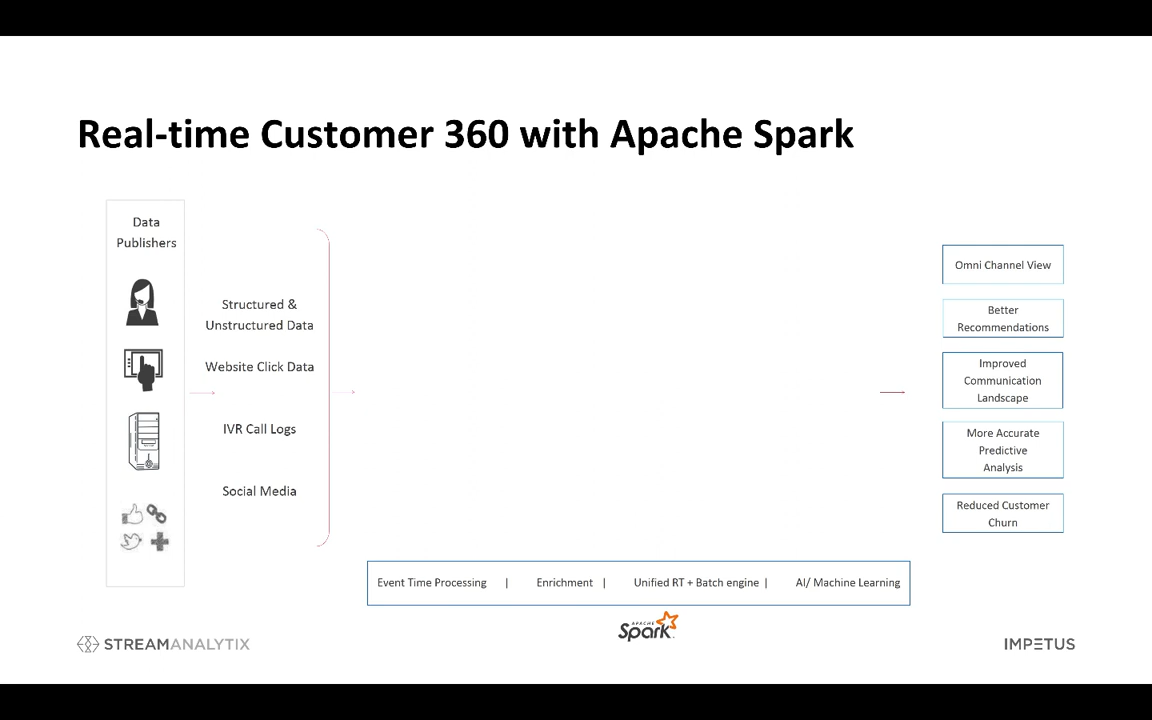 Real-time Customer 360 with Apache Spark
Data
Publishers
Structured &
Unstructured Data
Website Click Data
IVR Call Logs
Social Media
Omni Channel View
Better
Recommendations
Improved
Communication
Landscape
More Accurate
Predictive
Analysis
Reduced Customer
Churn
Event Time Processing | Enrichment | Unified RT + Batch engine | AI/ Machine Learning
APACHE
Spark
STREAMANALYTIX
IMPETUS